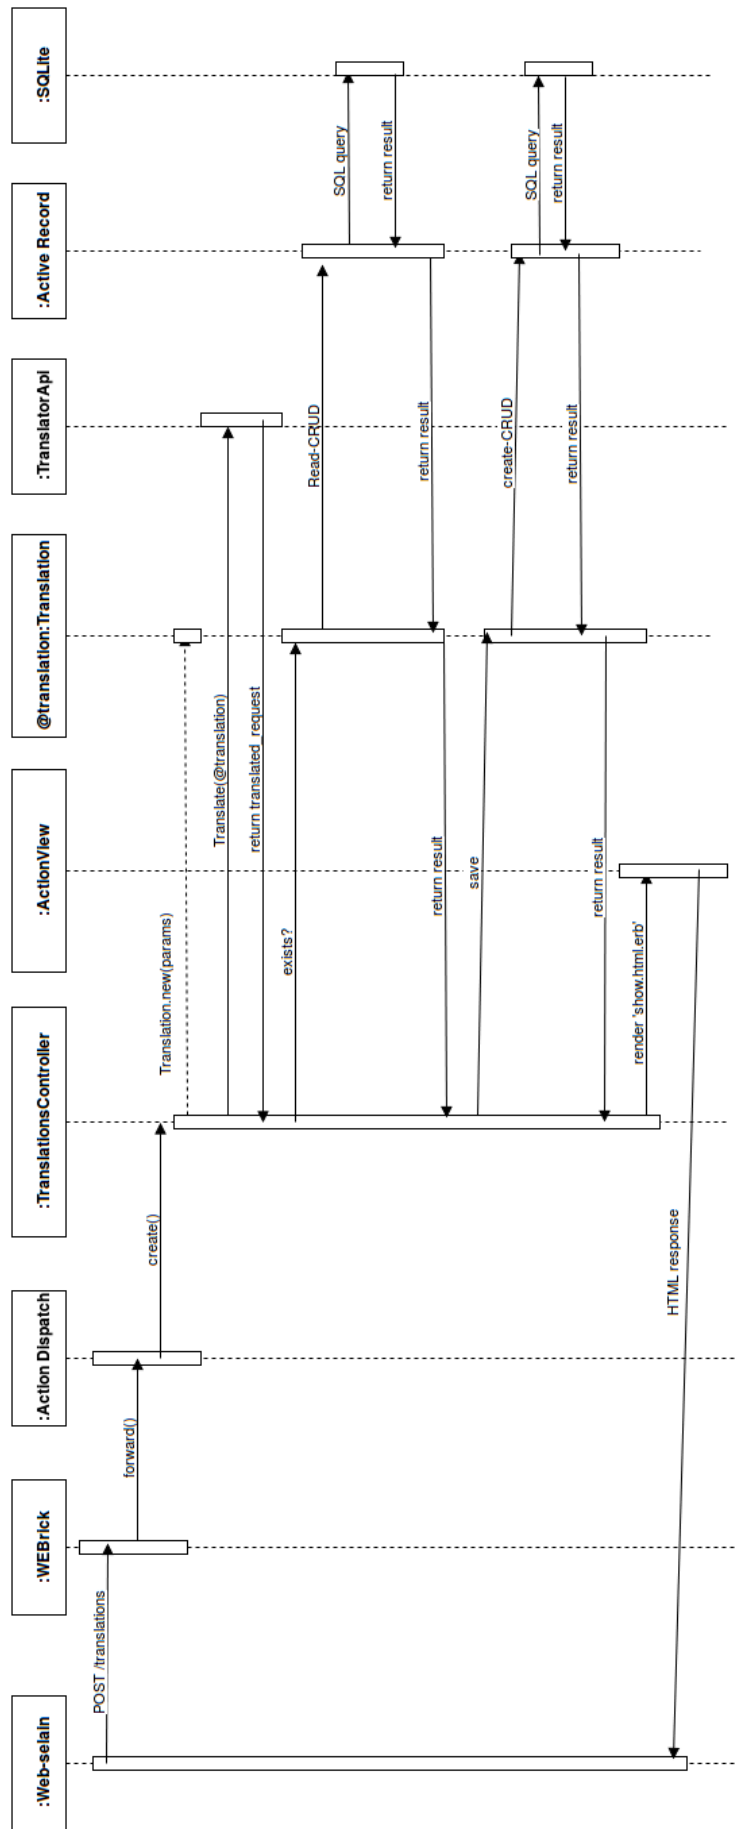 :Web-selain
:WEBrick
:Action Dispatch
:TranslationsController
:ActionView
@translation:Translation
:TranslatorApI
:Active Record
:SQLite
POST /translations
forward()
create()
Translation.new(params)
Translate(@translation)
return translated_request
exists?
Read-CRUD
SQL query
return result
return result
return result
save
create-CRUD
SQL query
return result
return result
return result
render 'show.html.erb'
HTML response